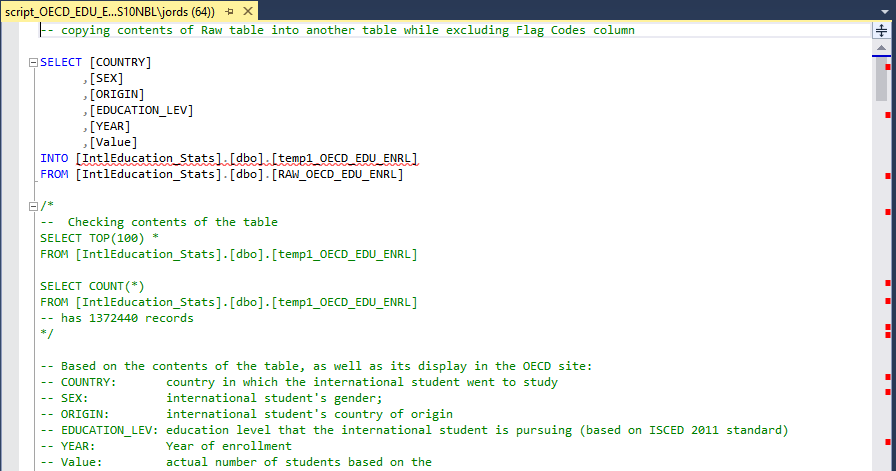 script_OECD_EDU_E...S10NBL\jords (64))
-- copying contents of Raw table into another table while excluding Flag Codes column
SELECT [COUNTRY]
,[SEX]
,[ORIGIN]
,[EDUCATION_LEV]
,[YEAR]
,[Value]
INTO [IntlEducation_Stats].[dbo].[temp1_OECD_EDU_ENRL]
FROM [IntlEducation_Stats].[dbo].[RAW_OECD_EDU_ENRL]
/*
--  Checking contents of the table
SELECT TOP(100) *
FROM [IntlEducation_Stats].[dbo].[temp1_OECD_EDU_ENRL]
SELECT COUNT(*)
FROM [IntlEducation_Stats].[dbo].[temp1_OECD_EDU_ENRL]
-- has 1372440 records
*/
-- Based on the contents of the table, as well as its display in the OECD site:
-- COUNTRY:       country in which the international student went to study
-- SEX:           international student's gender;
-- ORIGIN:        international student's country of origin
-- EDUCATION_LEV: education level that the international student is pursuing (based on ISCED 2011 standard)
-- YEAR:          Year of enrollment
-- Value:         actual number of students based on the